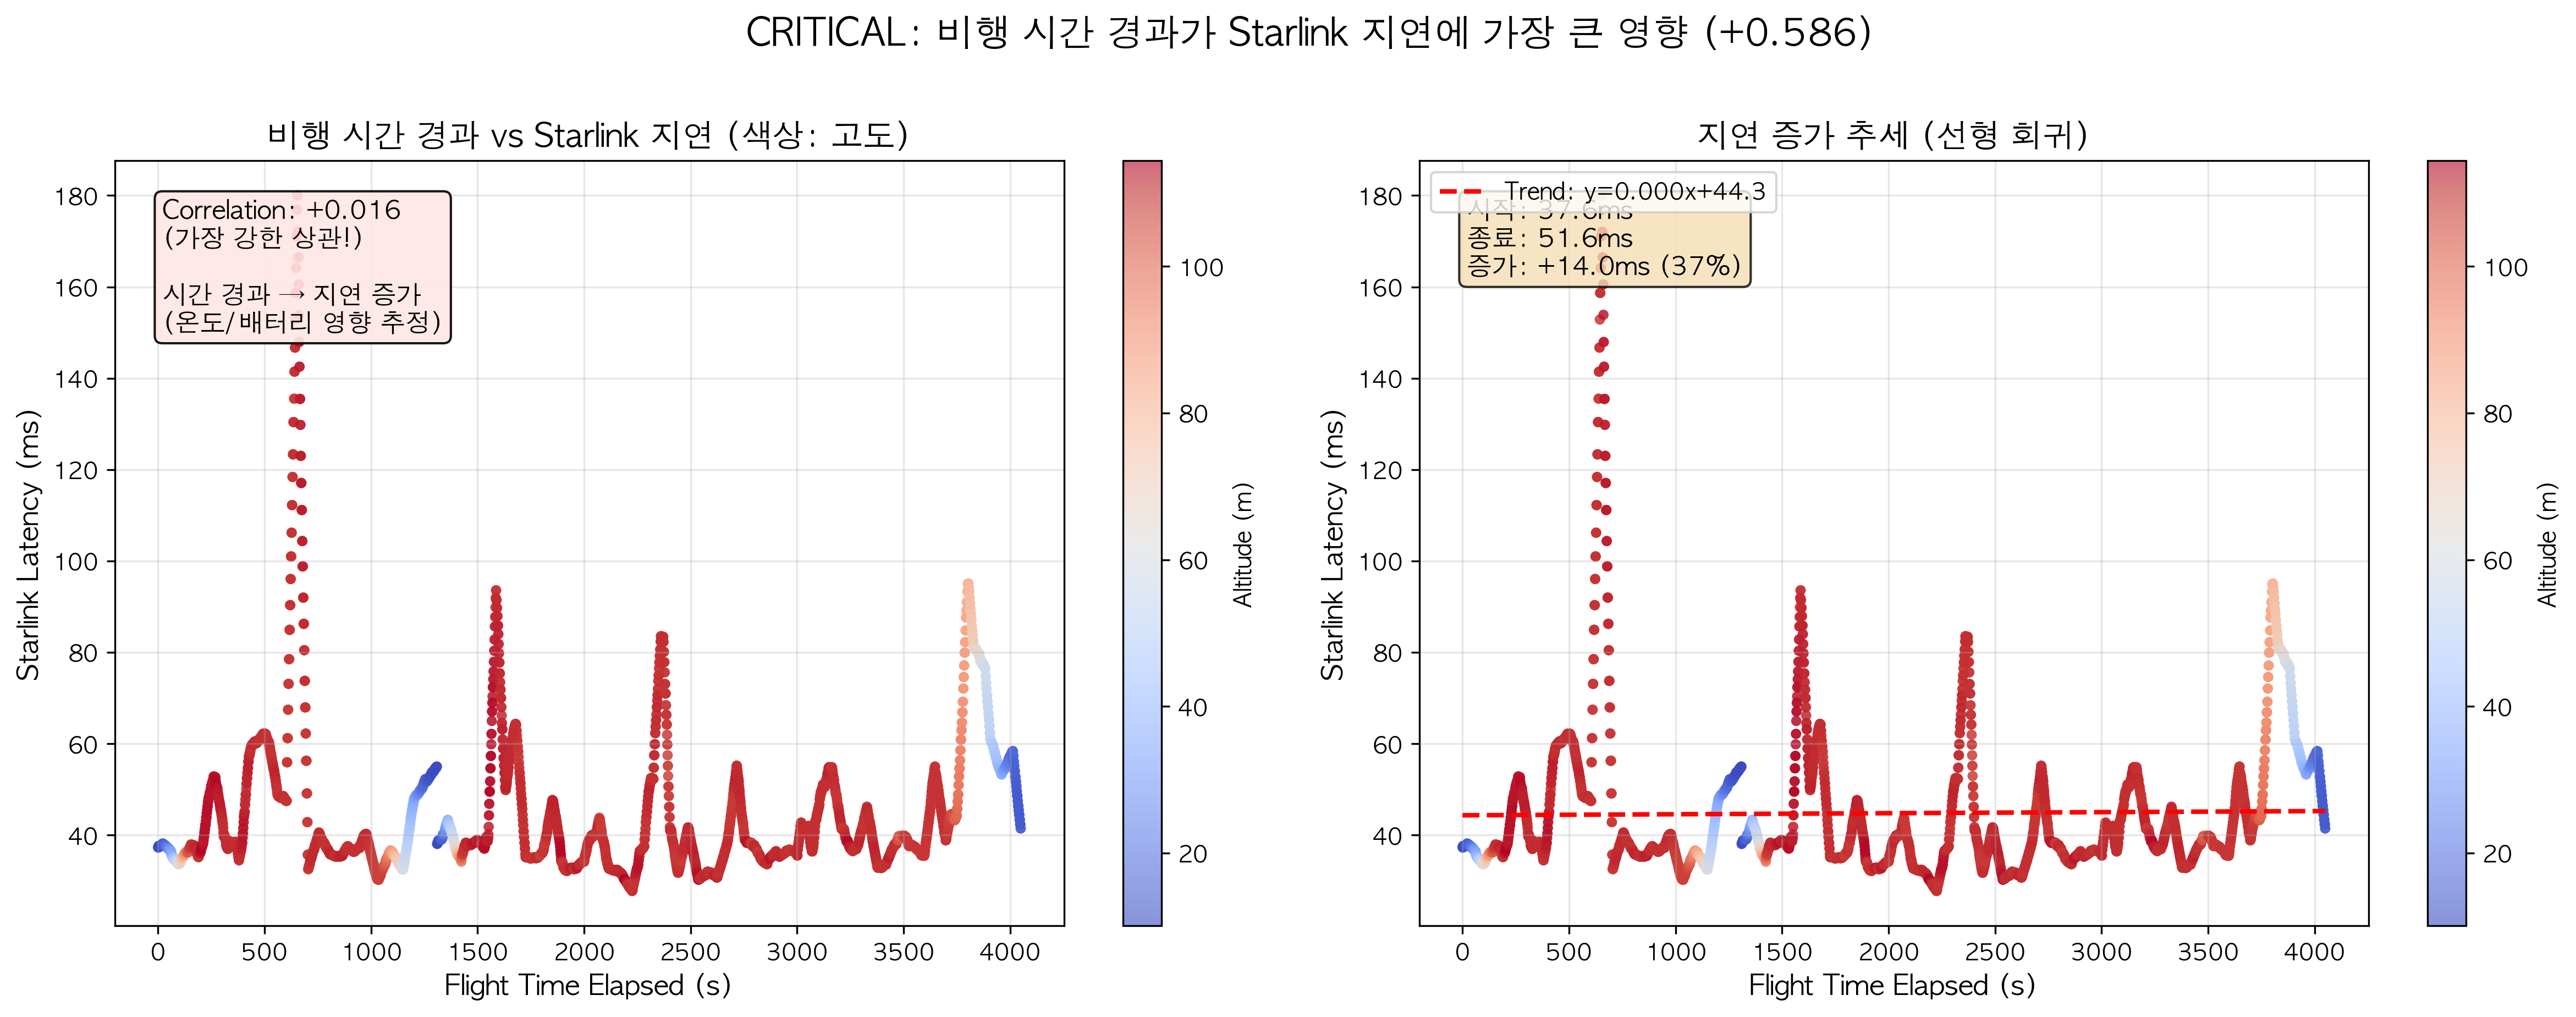 CRITICAL: 비행 시간 경과가 Starlink 지연에 가장 큰 영향 (+0.586)
비행 시간 경과 vs Starlink 지연 (색상: 고도)
Correlation: +0.016
(가장 강한 상관!)
시간 경과 → 지연 증가
(온도/배터리 영향 추정)
180
160
140
120
100
80
60
40
Starlink Latency (ms)
0 500 1000 1500 2000 2500 3000 3500 4000
Flight Time Elapsed (s)
100
80
60
40
20
Altitude (m)
지연 증가 추세 (선형 회귀)
Trend: y=0.000x+44.3
시작: 37.6ms
종료: 51.6ms
증가: +14.0ms (37%)
180
160
140
120
100
80
60
40
Starlink Latency (ms)
0 500 1000 1500 2000 2500 3000 3500 4000
Flight Time Elapsed (s)
100
80
60
40
20
Altitude (m)